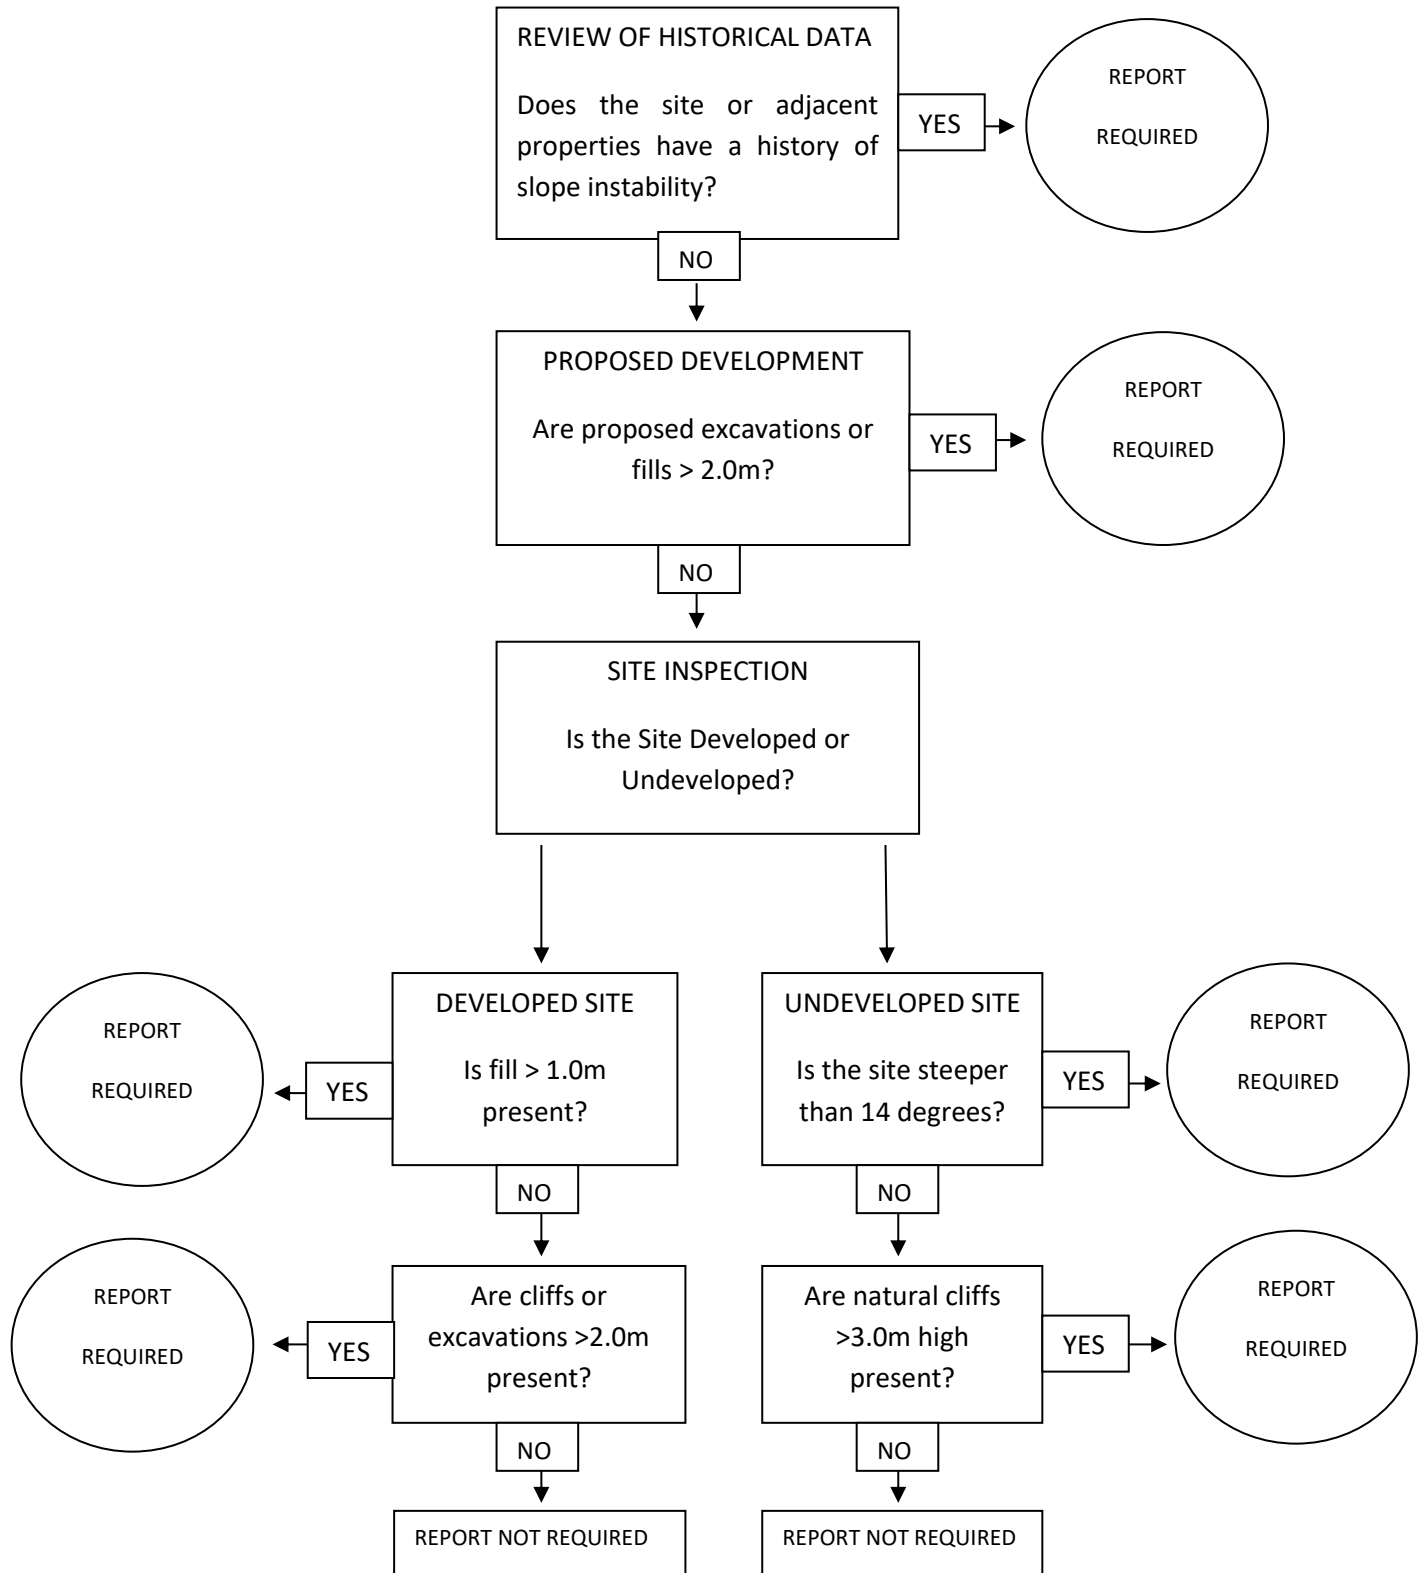 REVIEW OF HISTORICAL DATA
Does the site or adjacent
properties have a history of
slope instability?
YES
REPORT
REQUIRED
NO
PROPOSED DEVELOPMENT
Are proposed excavations or
fills > 2.0m?
YES
REPORT
REQUIRED
NO
SITE INSPECTION
Is the Site Developed or
Undeveloped?
REPORT
REQUIRED
YES
DEVELOPED SITE
Is fill > 1.0m
present?
NO
UNDEVELOPED SITE
Is the site steeper
than 14 degrees?
YES
REPORT
REQUIRED
NO
REPORT
REQUIRED
YES
Are cliffs or
excavations >2.0m
present?
NO
Are natural cliffs
>3.0m high
present?
YES
REPORT
REQUIRED
NO
REPORT NOT REQUIRED
REPORT NOT REQUIRED